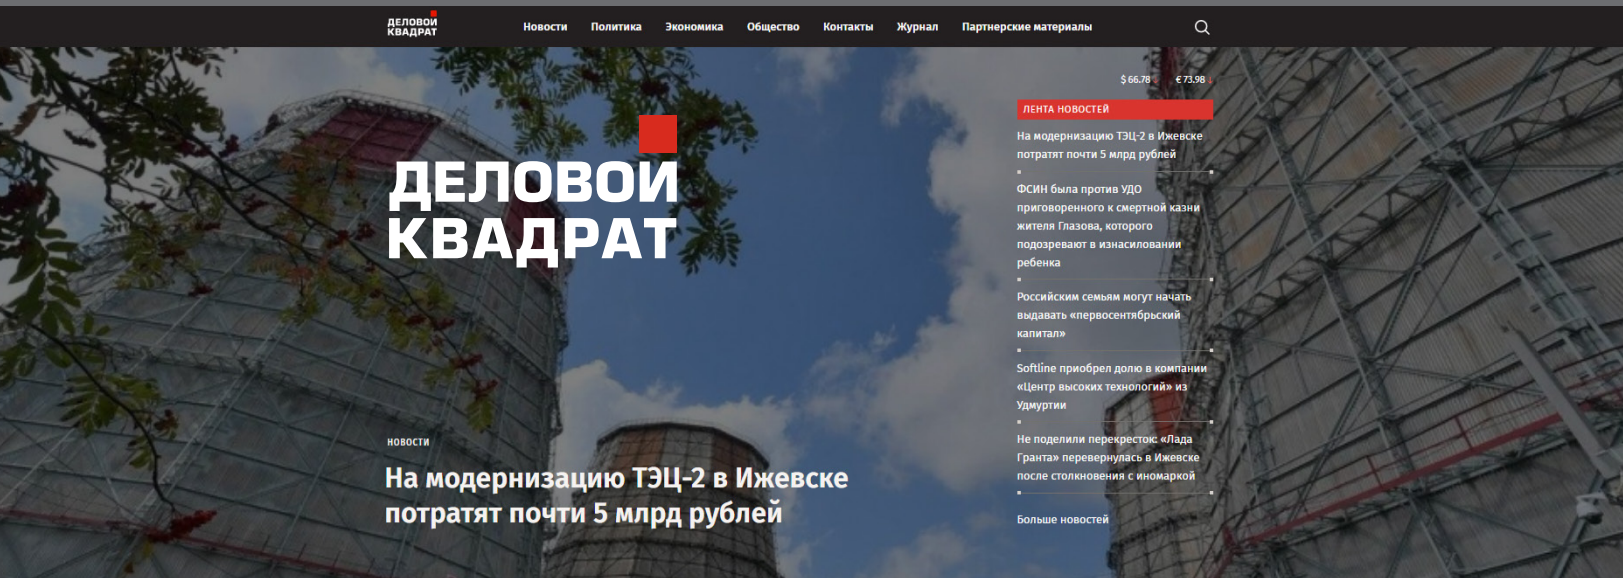 ДЕЛОВОЙ
КВАДРАТ
Новости
Политика
Экономика
Общество
Контакты
Журнал
Партнерские материалы
$ 66.78 ↓
€ 73.98 ↓
ДЕЛОВОЙ
КВАДРАТ
НОВОСТИ
На модернизацию ТЭЦ-2 в Ижевске
потратят почти 5 млрд рублей
ЛЕНТА НОВОСТЕЙ
На модернизацию ТЭЦ-2 в Ижевске
потратят почти 5 млрд рублей
ФСИН была против УДО
приговоренного к смертной казни
жителя Глазова, которого
подозревают в изнасиловании
ребенка
Российским семьям могут начать
выдавать «первосентябрьский
капитал»
Softline приобрел долю в компании
«Центр высоких технологий» из
Удмуртии
Не поделили перекресток: «Лада
Гранта» перевернулась в Ижевске
после столкновения с иномаркой
Больше новостей